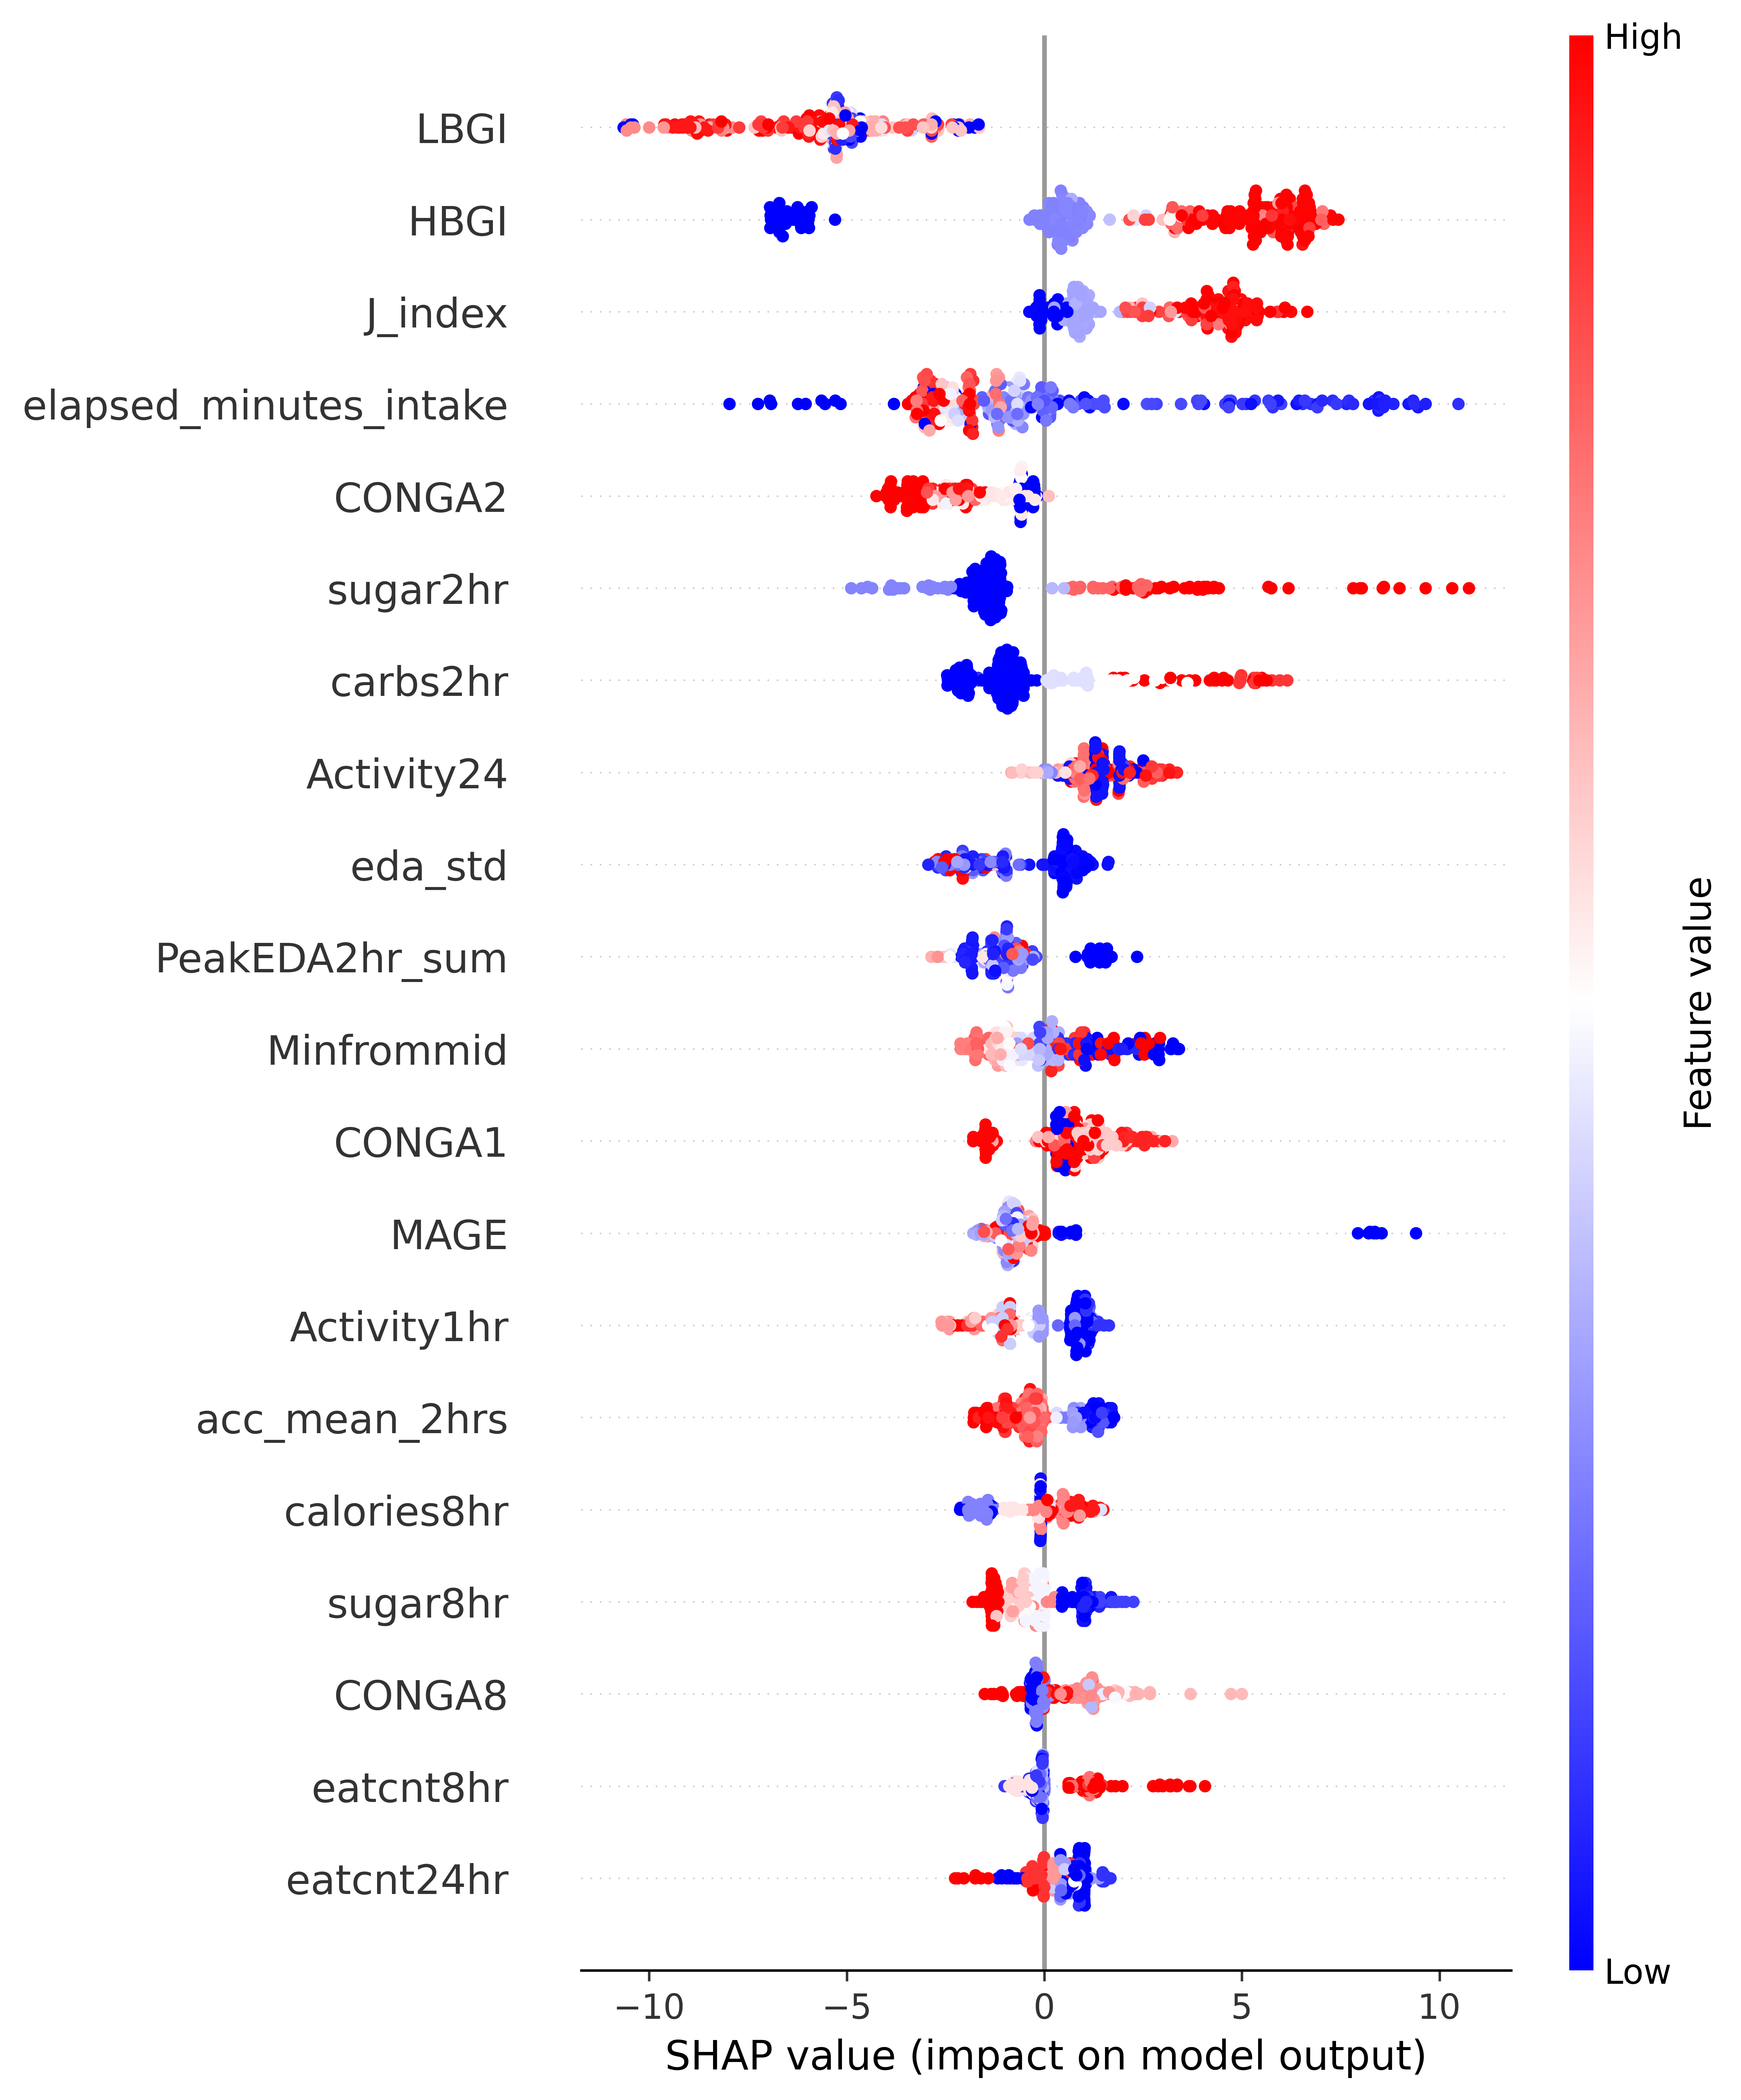 High
LBGI
HBGI
J_index
elapsed_minutes_intake
CONGA2
sugar2hr
carbs2hr
Activity24
eda_std
PeakEDA2hr_sum
Minfrommid
CONGA1
MAGE
Activity1hr
acc_mean_2hrs
calories8hr
sugar8hr
CONGA8
eatcnt8hr
eatcnt24hr
Feature value
Low
−10 −5 0 5 10
SHAP value (impact on model output)